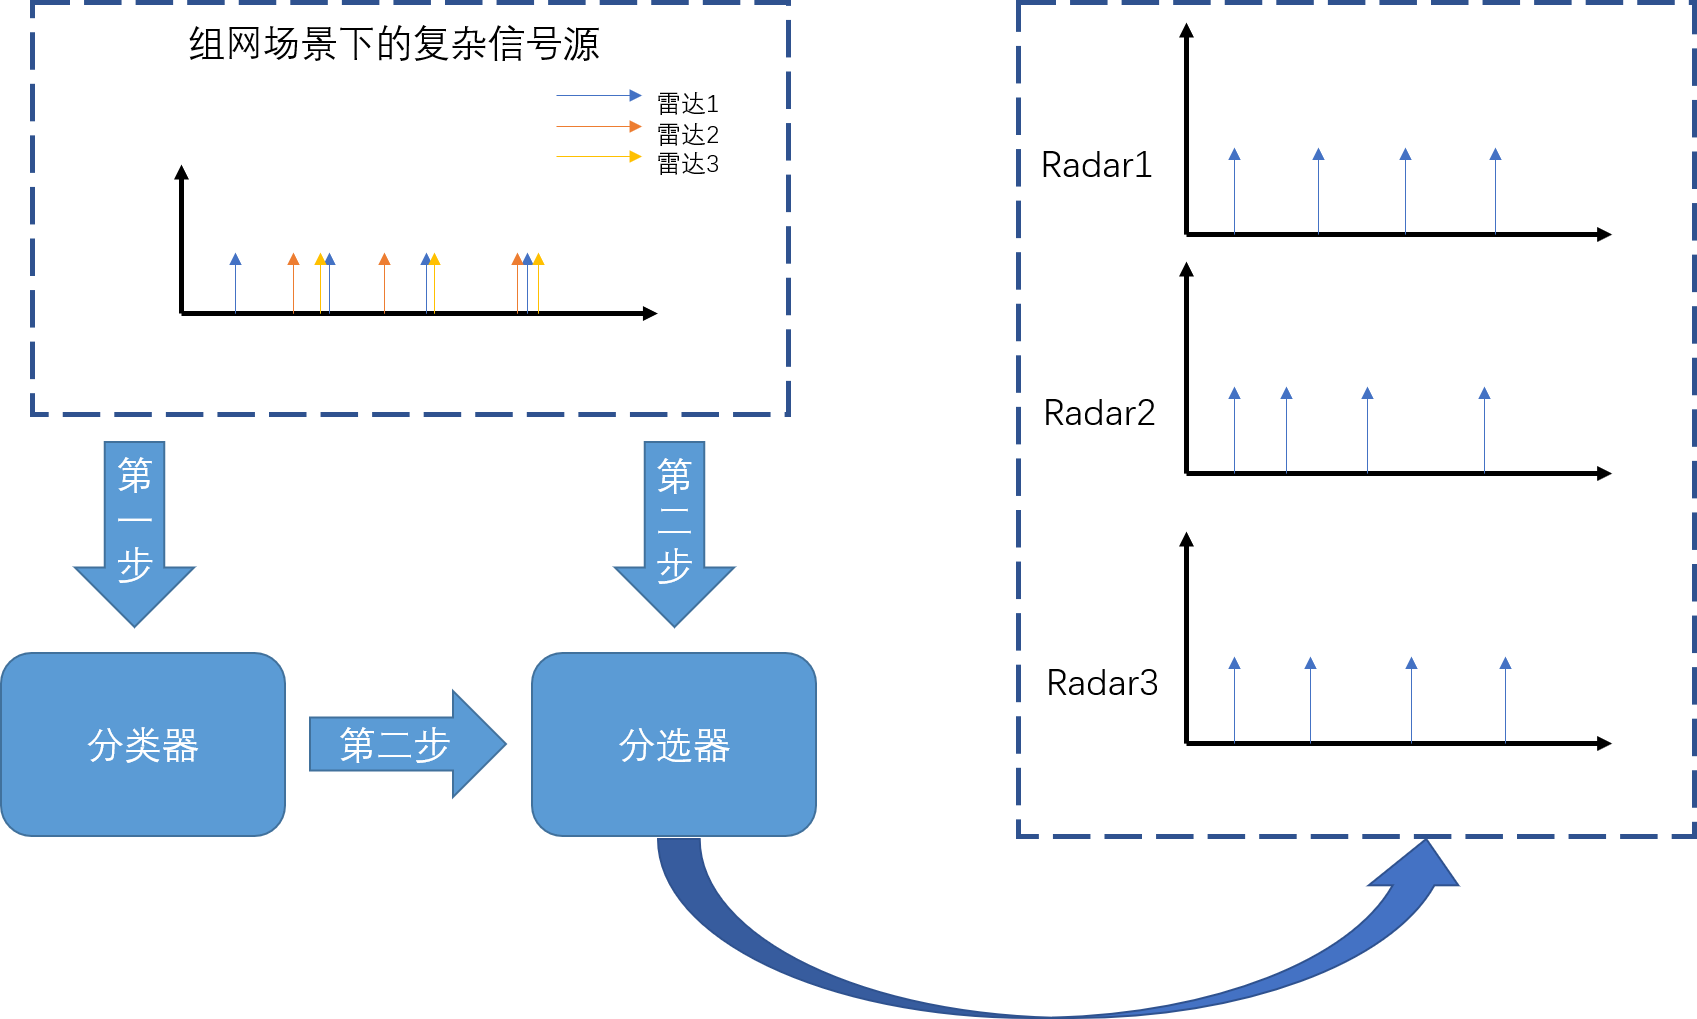 组网场景下的复杂信号源
雷达1
雷达2
雷达3
第一步
第二步
分类器
第二步
分选器
Radar1
Radar2
Radar3